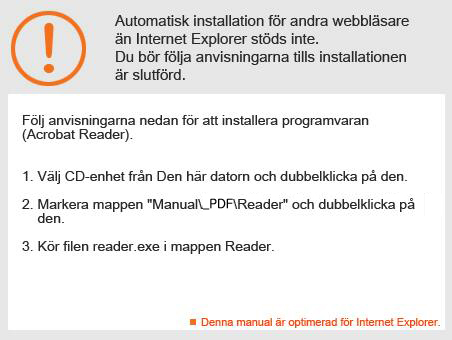 Automatisk installation för andra webbläsare
än Internet Explorer stöds inte.
Du bör följa anvisningarna tills installationen
är slutförd.
Följ anvisningarna nedan för att installera programvaran
(Acrobat Reader).
1. Välj CD-enhet från Den här datorn och dubbelklicka på den.
2. Markera mappen "Manual\_PDF\Reader" och dubbelklicka på
den.
3. Kör filen reader.exe i mappen Reader.
Denna manual är optimerad för Internet Explorer.